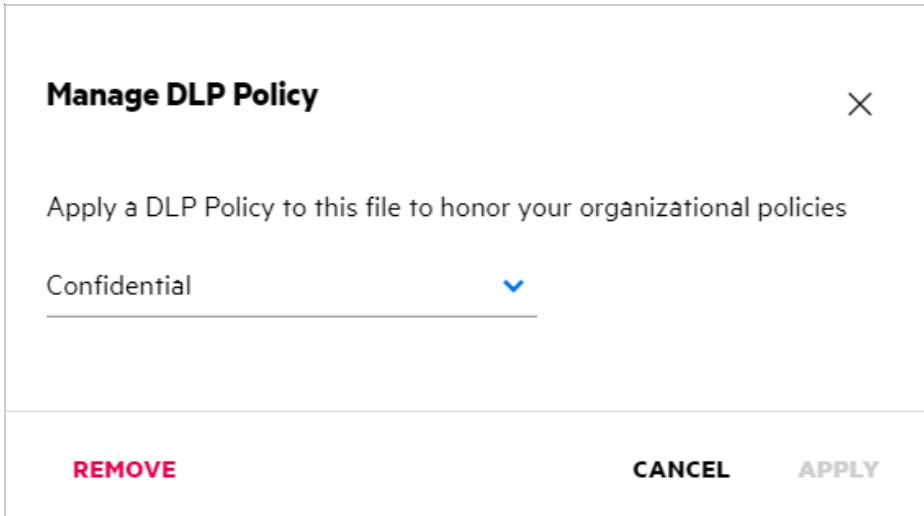 Manage DLP Policy
Apply a DLP Policy to this file to honor your organizational policies
Confidential
REMOVE CANCEL APPLY